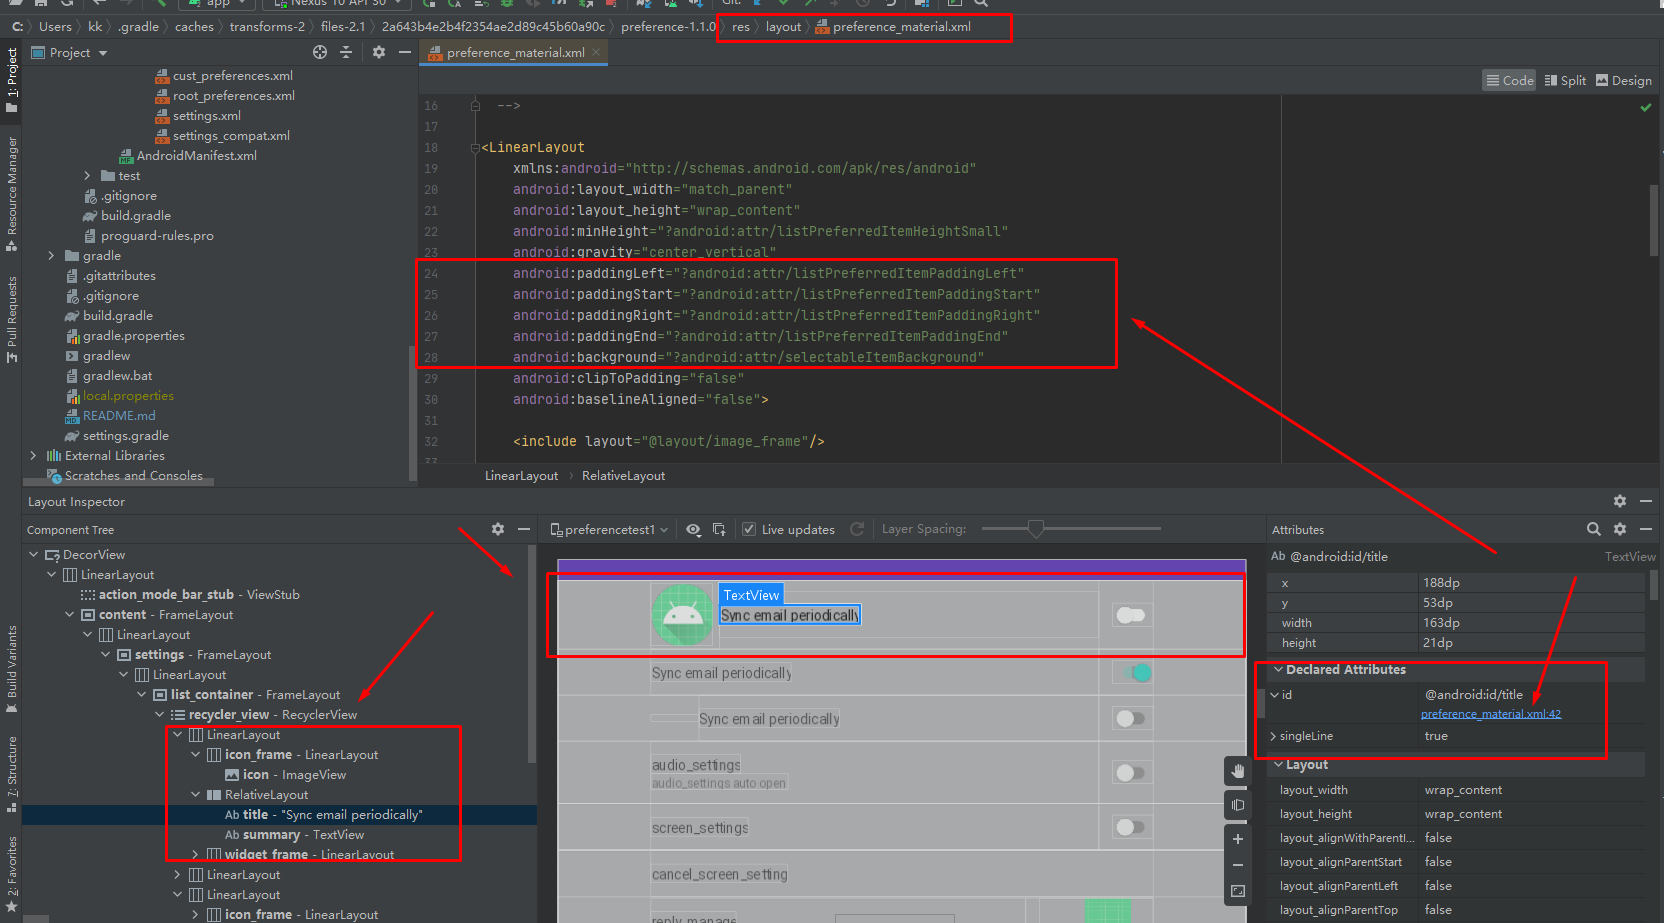 app
Nexus 10 API 30
Git:
C: Users kk .gradle caches transforms-2 files-2.1 2a643b4e2b4f2354ae2d89c45b60a90c preference-1.1.0 res layout preference_material.xml
1: Project
Resource Manager
Pull Requests
Build Variants
7: Structure
2: Favorites
Project
cust_preferences.xml
root_preferences.xml
settings.xml
settings_compat.xml
AndroidManifest.xml
test
.gitignore
build.gradle
proguard-rules.pro
gradle
.gitattributes
.gitignore
build.gradle
gradle.properties
gradlew
gradlew.bat
local.properties
README.md
settings.gradle
External Libraries
Scratches and Consoles
preference_material.xml
Code Split Design
16 -->
17
18 <LinearLayout
19 xmlns:android="http://schemas.android.com/apk/res/android"
20 android:layout_width="match_parent"
21 android:layout_height="wrap_content"
22 android:minHeight="?android:attr/listPreferredItemHeightSmall"
23 android:gravity="center_vertical"
24 android:paddingLeft="?android:attr/listPreferredItemPaddingLeft"
25 android:paddingStart="?android:attr/listPreferredItemPaddingStart"
26 android:paddingRight="?android:attr/listPreferredItemPaddingRight"
27 android:paddingEnd="?android:attr/listPreferredItemPaddingEnd"
28 android:background="?android:attr/selectableItemBackground"
29 android:clipToPadding="false"
30 android:baselineAligned="false">
31
32 <include layout="@layout/image_frame"/>
33
LinearLayout RelativeLayout
Layout Inspector
Component Tree
DecorView
LinearLayout
action_mode_bar_stub - ViewStub
content - FrameLayout
LinearLayout
settings - FrameLayout
LinearLayout
list_container - FrameLayout
recycler_view - RecyclerView
LinearLayout
icon_frame - LinearLayout
icon - ImageView
RelativeLayout
Ab title - "Sync email periodically"
Ab summary - TextView
widget_frame - LinearLayout
LinearLayout
LinearLayout
icon_frame - LinearLayout
preferencetest1 Live updates Layer Spacing:
TextView
Sync email periodically
Sync email periodically
Sync email periodically
audio_settings
audio_settings auto open
screen_settings
cancel_screen_setting
reply_manage
Attributes
Ab @android:id/title TextView
x 188dp
y 53dp
width 163dp
height 21dp
Declared Attributes
id @android:id/title
preference_material.xml:42
singleLine true
Layout
layout_width wrap_content
layout_height wrap_content
layout_alignWithParentI... false
layout_alignParentStart false
layout_alignParentLeft false
layout_alignParentTop false